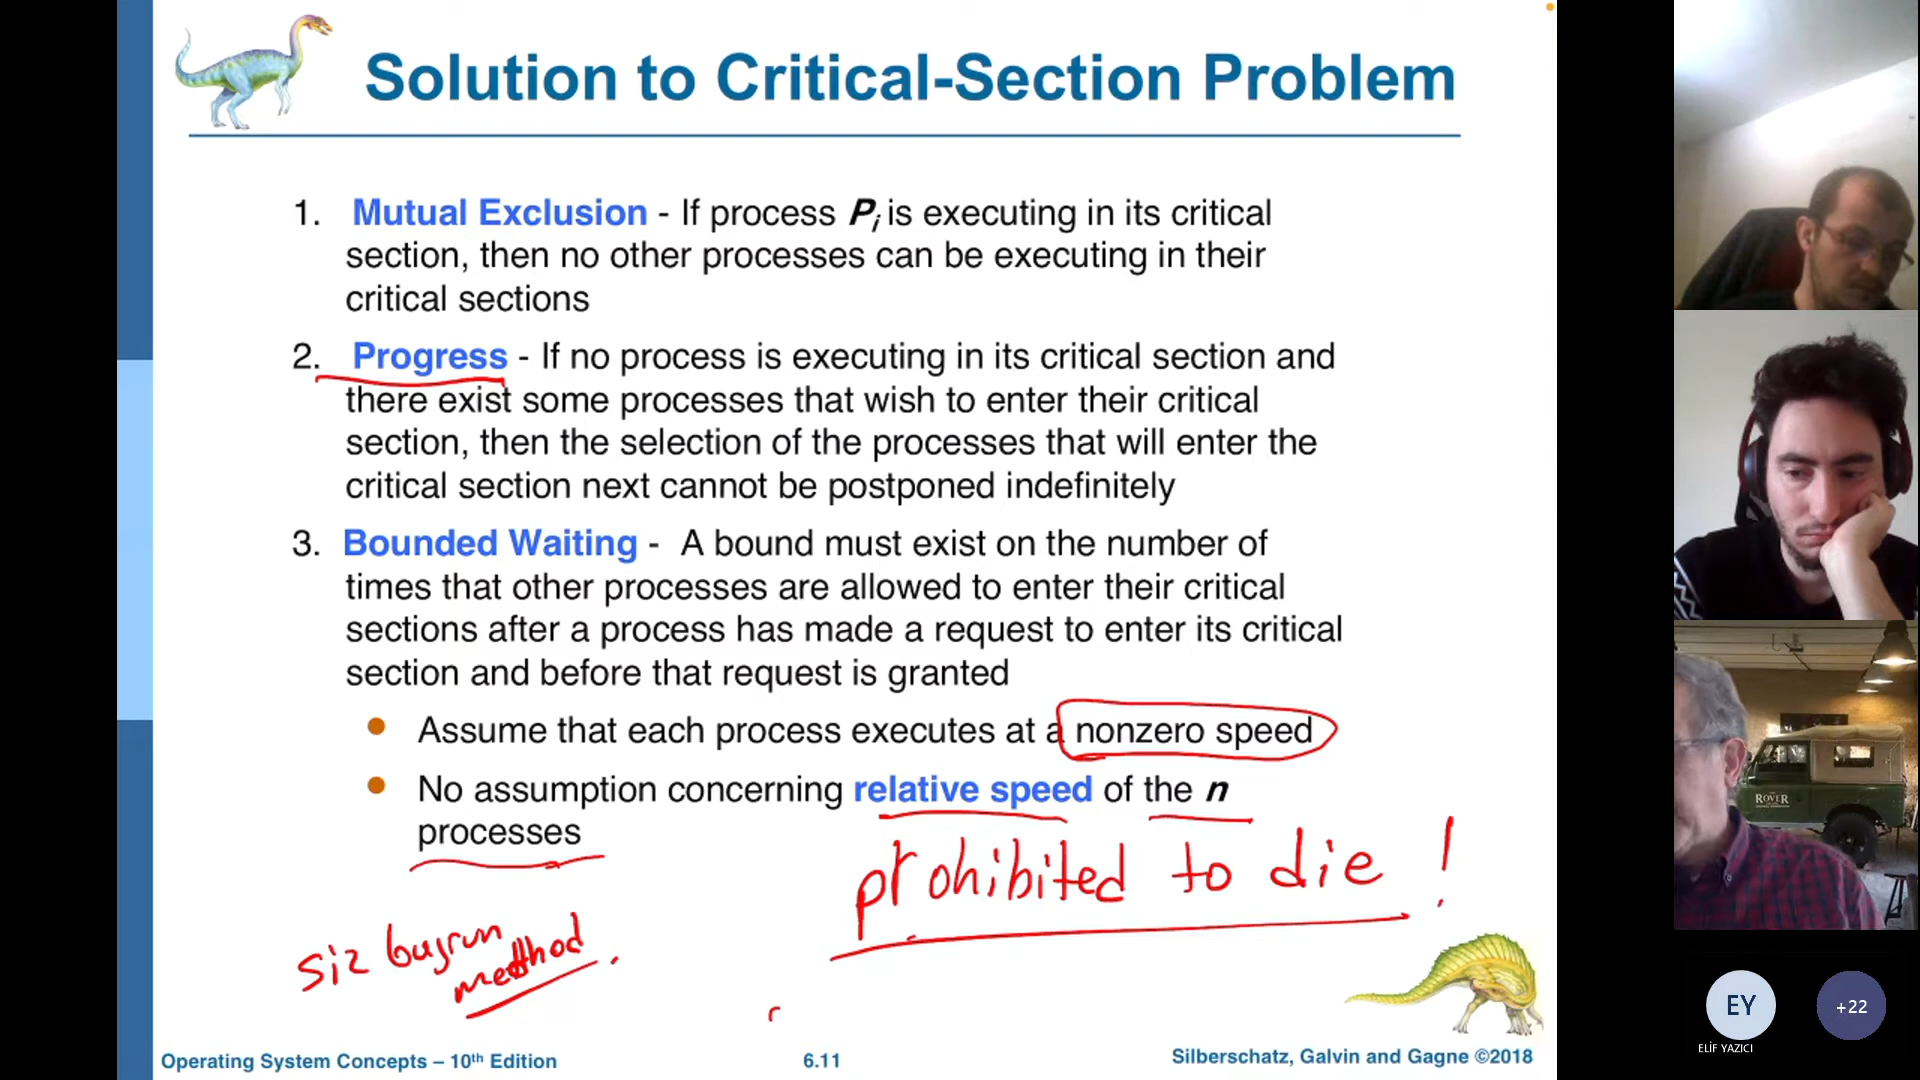 Solution to Critical-Section Problem
1. Mutual Exclusion - If process Pi is executing in its critical
section, then no other processes can be executing in their
critical sections
2. Progress - If no process is executing in its critical section and
there exist some processes that wish to enter their critical
section, then the selection of the processes that will enter the
critical section next cannot be postponed indefinitely
3. Bounded Waiting - A bound must exist on the number of
times that other processes are allowed to enter their critical
sections after a process has made a request to enter its critical
section and before that request is granted
• Assume that each process executes at a nonzero speed
• No assumption concerning relative speed of the n
processes
prohibited to die !
siz buyrun
method.
Operating System Concepts – 10th Edition
6.11
Silberschatz, Galvin and Gagne ©2018
ROVER
EY
+22
ELİF YAZICI